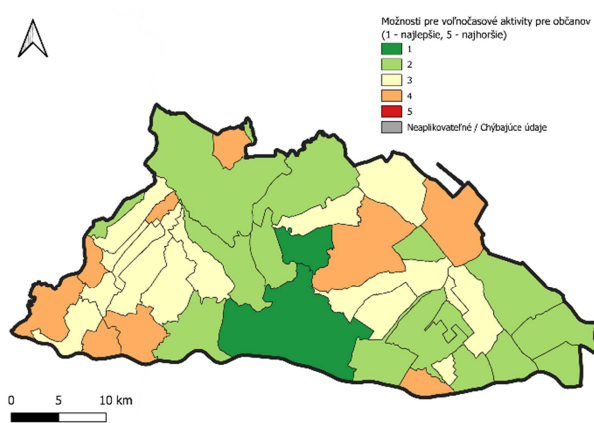 Možnosti pre voľnočasové aktivity pre občanov
(1 - najlepšie, 5 - najhoršie)
1
2
3
4
5
Neaplikovateľné / Chýbajúce údaje
0 5 10 km